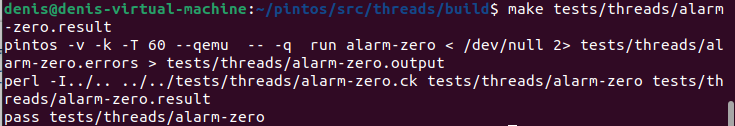 denis@denis-virtual-machine:~/pintos/src/threads/build$ make tests/threads/alarm
-zero.result
pintos -v -k -T 60 --qemu  -- -q  run alarm-zero < /dev/null 2> tests/threads/al
arm-zero.errors > tests/threads/alarm-zero.output
perl -I../.. ../../tests/threads/alarm-zero.ck tests/threads/alarm-zero tests/th
reads/alarm-zero.result
pass tests/threads/alarm-zero